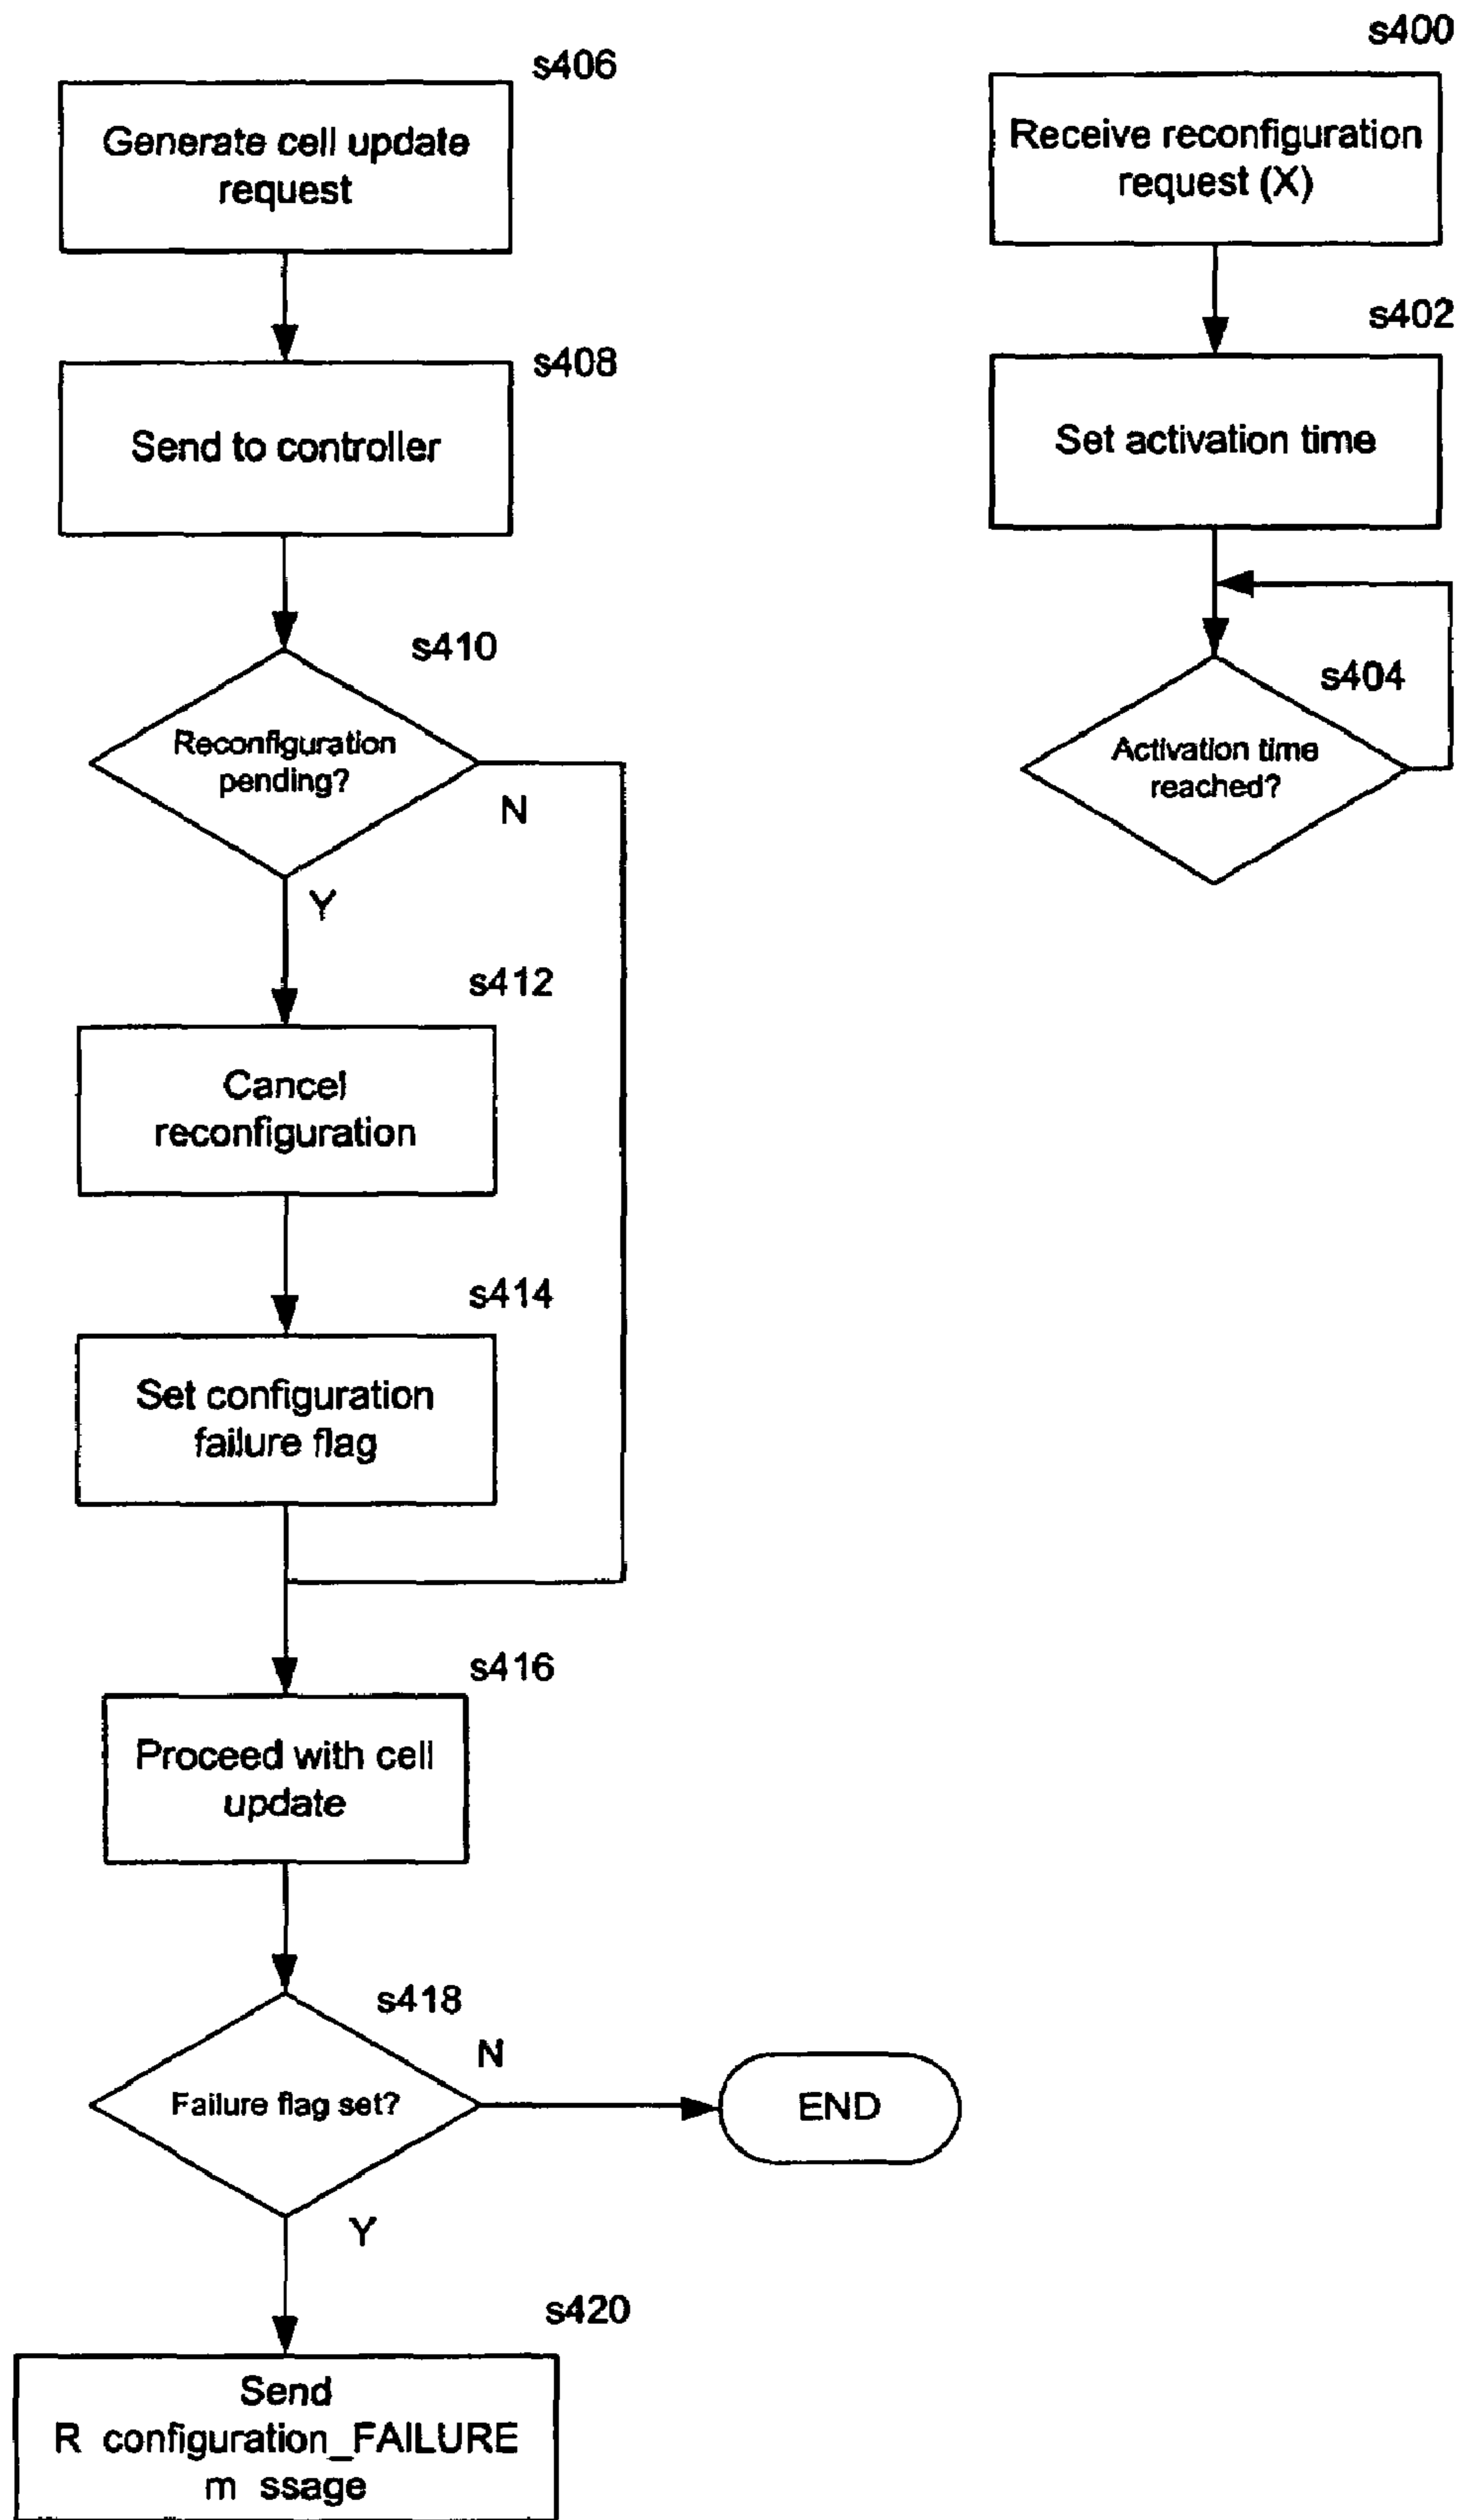 s406
Generate cell update
request
s408
Send to controller
s410
Reconfiguration
pending?
N
Y
s412
Cancel
reconfiguration
s414
Set configuration
failure flag
s416
Proceed with cell
update
s418
N
Failure flag set?
END
Y
s420
Send
R configuration_FAILURE
m ssage
s400
Receive reconfiguration
request (X)
s402
Set activation time
s404
Activation time
reached?